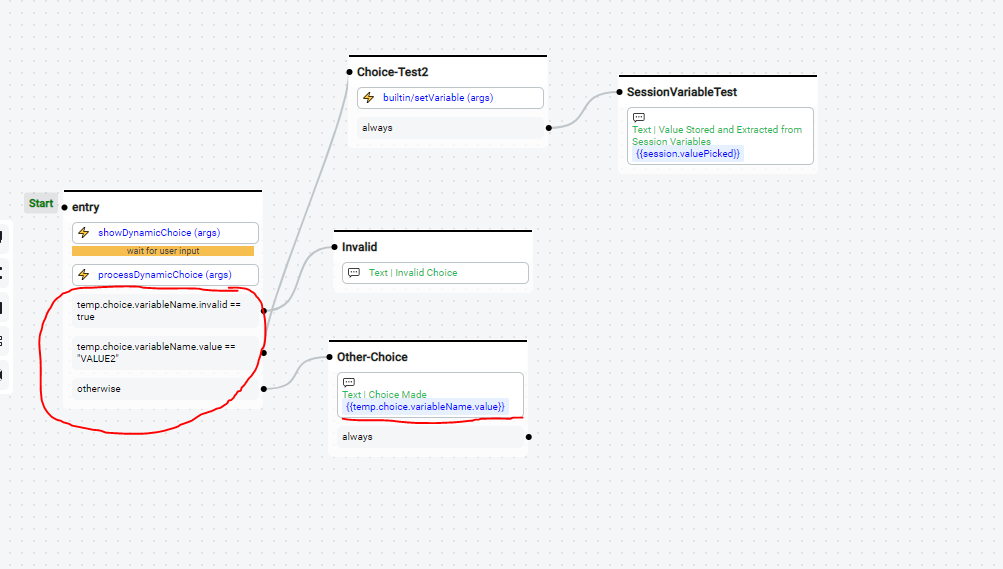 Choice-Test2
builtin/setVariable (args)
always
SessionVariableTest
Text | Value Stored and Extracted from
Session Variables
{{session.valuePicked}}
Start
entry
showDynamicChoice (args)
wait for user input
processDynamicChoice (args)
temp.choice.variableName.invalid ==
true
temp.choice.variableName.value ==
"VALUE2"
otherwise
Invalid
Text | Invalid Choice
Other-Choice
Text | Choice Made
{{temp.choice.variableName.value}}
always